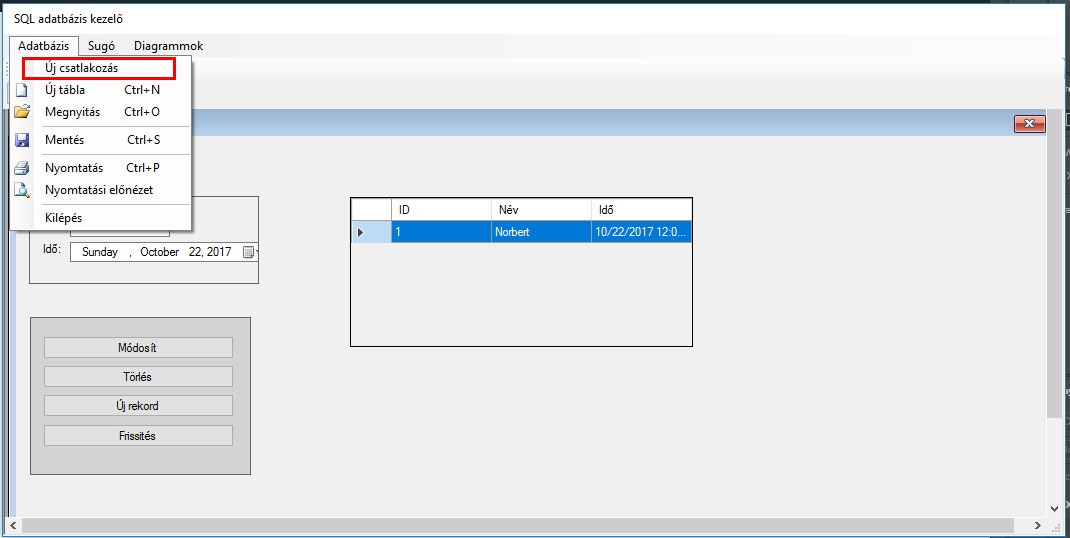 SQL adatbázis kezelő
Adatbázis Sugó Diagrammok
Új csatlakozás
Új tábla Ctrl+N
Megnyitás Ctrl+O
Mentés Ctrl+S
Nyomtatás Ctrl+P
Nyomtatási előnézet
Kilépés
ID Név Idő
1 Norbert 10/22/2017 12:0...
Idő: Sunday , October 22, 2017
Módosít
Törlés
Új rekord
Frissités